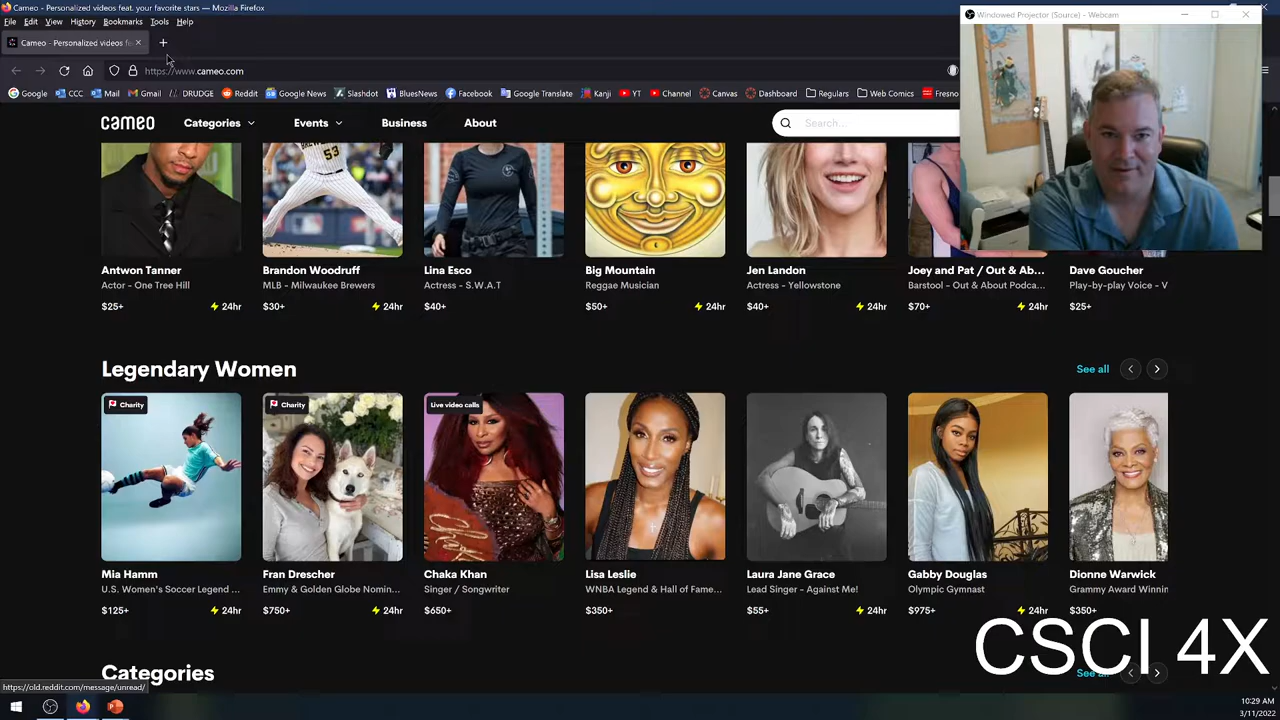 Cameo - Personalized videos feat. your favorite stars — Mozilla Firefox
File Edit View History Bookmarks Tools Help
Windowed Projector (Source) - Webcam
Cameo - Personalized videos fe
https://www.cameo.com
Google CCC Mail Gmail DRUDGE Reddit Google News Slashdot BluesNews Facebook Google Translate Kanji YT Channel Canvas Dashboard Regulars Web Comics Fresno
cameo Categories Events Business About Search...
53
Antwon Tanner Brandon Woodruff Lina Esco Big Mountain Jen Landon Joey and Pat / Out & Ab... Dave Goucher
Actor - One Tree Hill MLB - Milwaukee Brewers Actress - S.W.A.T Reggae Musician Actress - Yellowstone Barstool - Out & About Podca... Play-by-play Voice - V
$25+ 24hr $30+ 24hr $40+ $50+ 24hr $40+ 24hr $70+ 24hr $25+
Legendary Women See all
Charity Charity Live video calls
Mia Hamm Fran Drescher Chaka Khan Lisa Leslie Laura Jane Grace Gabby Douglas Dionne Warwick
U.S. Women's Soccer Legend ... Emmy & Golden Globe Nomin... Singer / Songwriter WNBA Legend & Hall of Fame... Lead Singer - Against Me! Olympic Gymnast Grammy Award Winnin
$125+ 24hr $750+ 24hr $650+ $350+ $55+ 24hr $975+ 24hr $350+
CSCI 4X
Categories See all
https://old.reddit.com/message/unread/
10:29 AM
3/11/2022